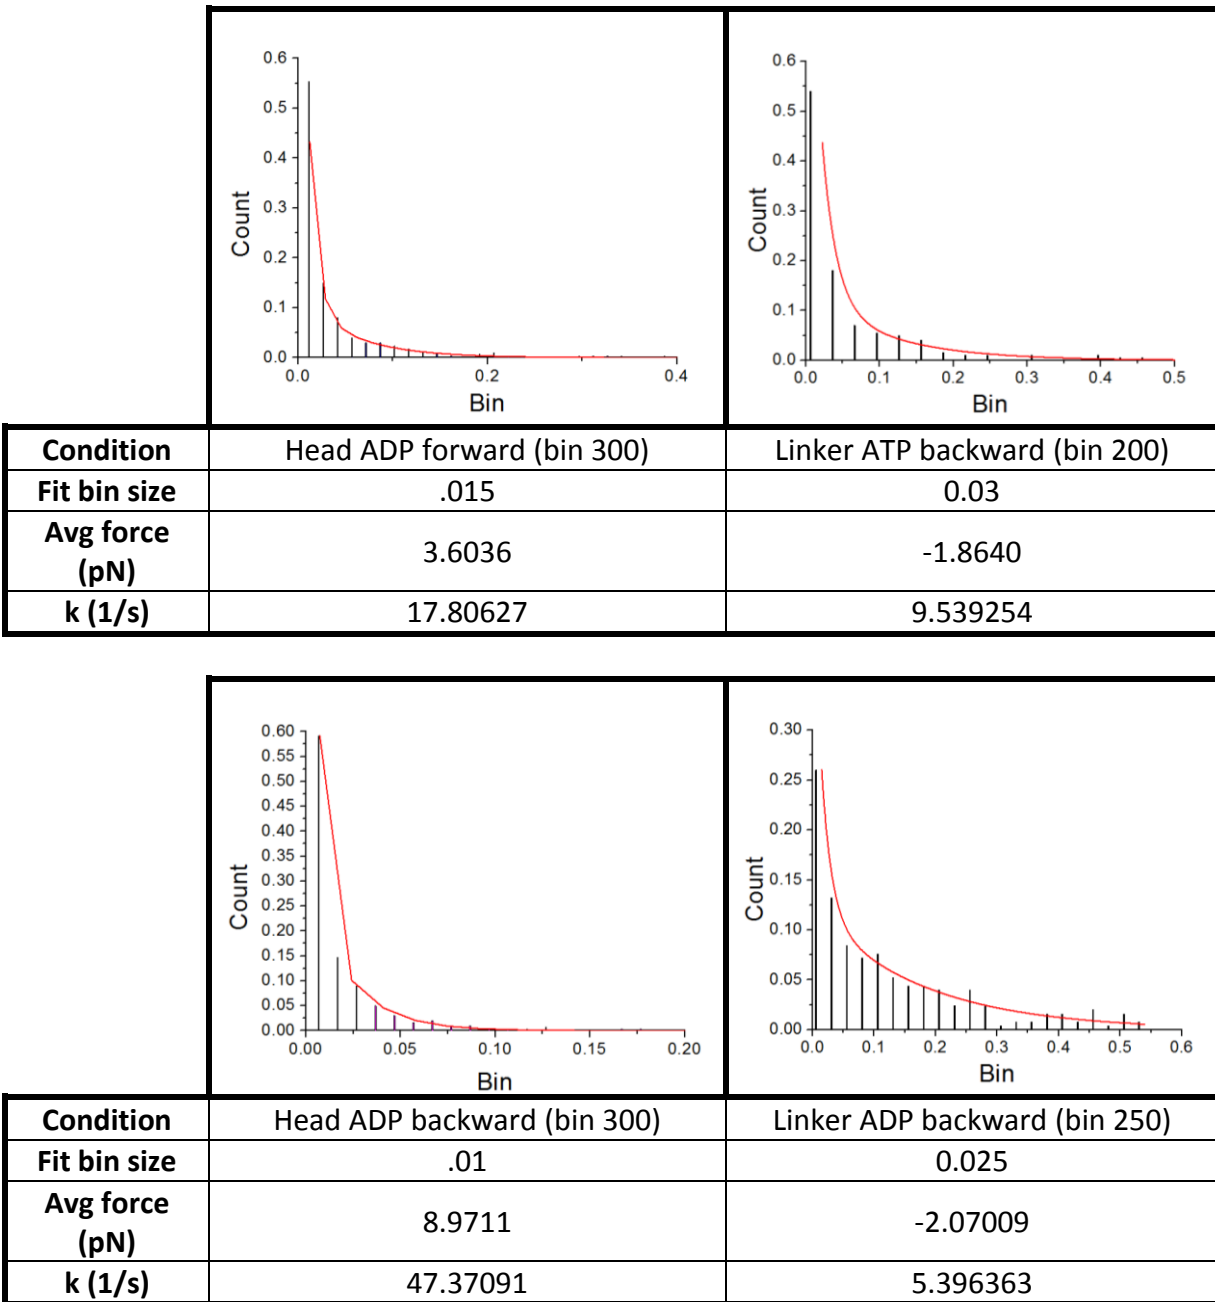 0.6
0.5
0.4
0.3
0.2
0.1
0.0
Count
0.0 0.2 0.4
Bin
0.6
0.5
0.4
0.3
0.2
0.1
0.0
Count
0.0 0.1 0.2 0.3 0.4 0.5
Bin
Condition Head ADP forward (bin 300) Linker ATP backward (bin 200)
Fit bin size .015 0.03
Avg force
(pN) 3.6036 -1.8640
k (1/s) 17.80627 9.539254
0.60
0.55
0.50
0.45
0.40
0.35
0.30
0.25
0.20
0.15
0.10
0.05
0.00
Count
0.00 0.05 0.10 0.15 0.20
Bin
0.30
0.25
0.20
0.15
0.10
0.05
0.00
Count
0.0 0.1 0.2 0.3 0.4 0.5 0.6
Bin
Condition Head ADP backward (bin 300) Linker ADP backward (bin 250)
Fit bin size .01 0.025
Avg force
(pN) 8.9711 -2.07009
k (1/s) 47.37091 5.396363